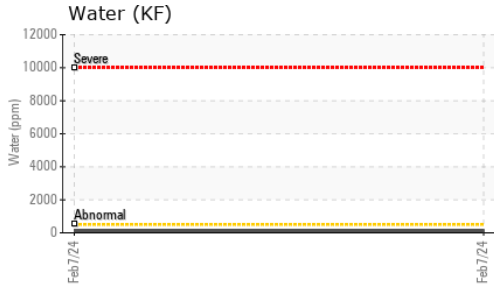 Water (KF)
12000
10000
8000
6000
4000
2000
0
Water (ppm)
Severe
Abnormal
Feb7/24
Feb7/24